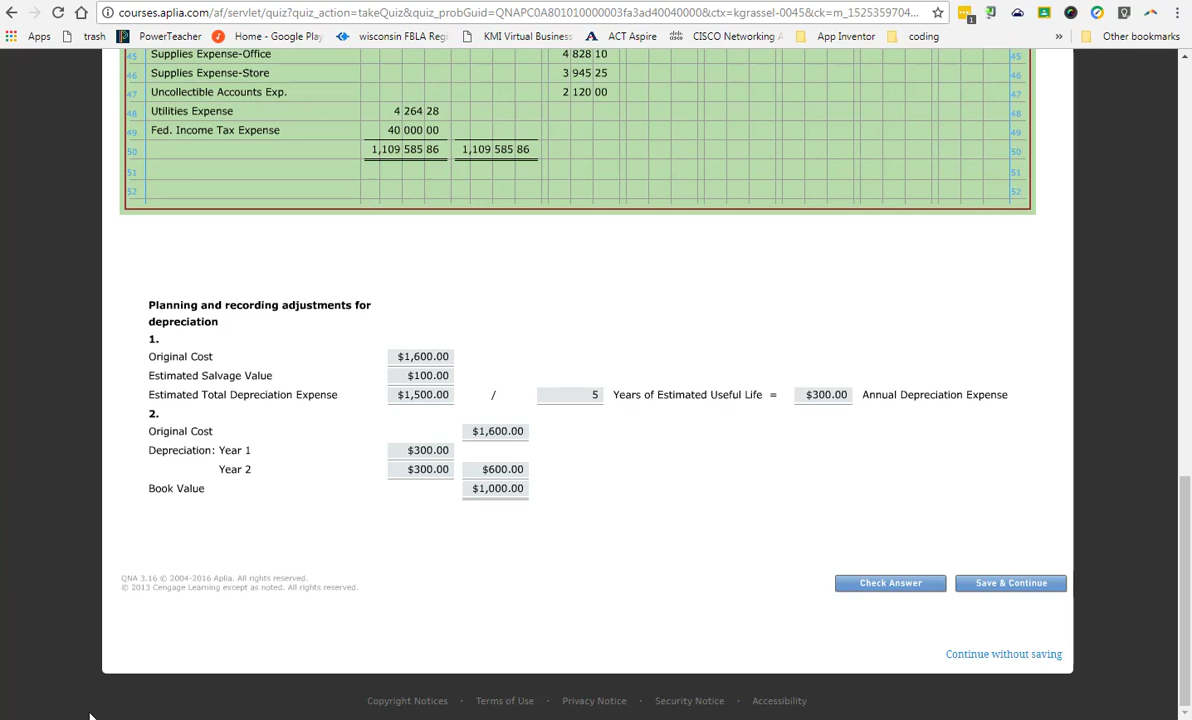 courses.aplia.com/af/servlet/quiz?quiz_action=takeQuiz&quiz_probGuid=QNAPC0A801010000003fa3ad40040000&ctx=kgrassel-0045&ck=m_1525359704...
1
Apps trash PowerTeacher Home - Google Play wisconsin FBLA Regi KMI Virtual Business ACT Aspire CISCO Networking A App Inventor coding » Other bookmarks
45 Supplies Expense-Office 4 828 10 45
46 Supplies Expense-Store 3 945 25 46
47 Uncollectible Accounts Exp. 2 120 00 47
48 Utilities Expense 4 264 28 48
49 Fed. Income Tax Expense 40 000 00 49
50 1,109 585 86 1,109 585 86 50
51 51
52 52
Planning and recording adjustments for
depreciation
1.
Original Cost $1,600.00
Estimated Salvage Value $100.00
Estimated Total Depreciation Expense $1,500.00 / 5 Years of Estimated Useful Life = $300.00 Annual Depreciation Expense
2.
Original Cost $1,600.00
Depreciation: Year 1 $300.00
Year 2 $300.00 $600.00
Book Value $1,000.00
QNA 3.16 © 2004-2016 Aplia. All rights reserved.
© 2013 Cengage Learning except as noted. All rights reserved.
Check Answer Save & Continue
Continue without saving
Copyright Notices · Terms of Use · Privacy Notice · Security Notice · Accessibility